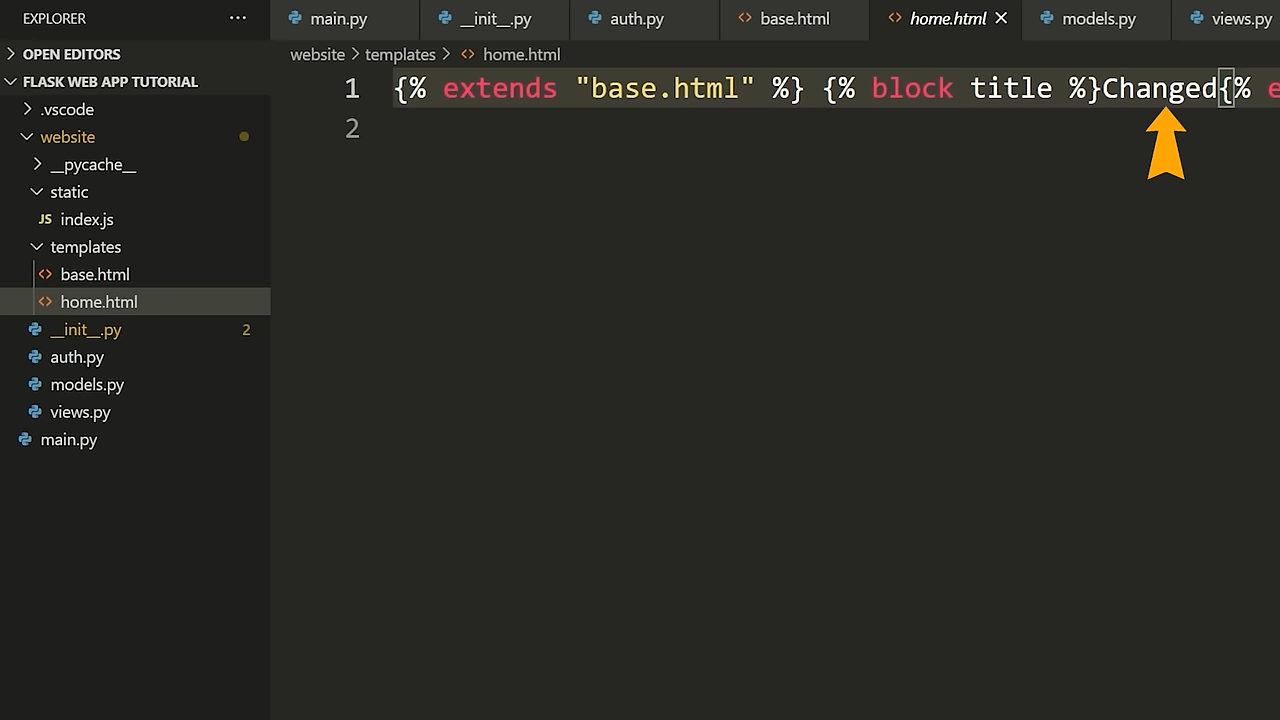 EXPLORER ···
main.py __init__.py auth.py base.html home.html models.py views.py
OPEN EDITORS
website > templates > home.html
FLASK WEB APP TUTORIAL
1 {% extends "base.html" %} {% block title %}Changed{% e
2
.vscode
website
__pycache__
static
JS index.js
templates
base.html
home.html
__init__.py 2
auth.py
models.py
views.py
main.py